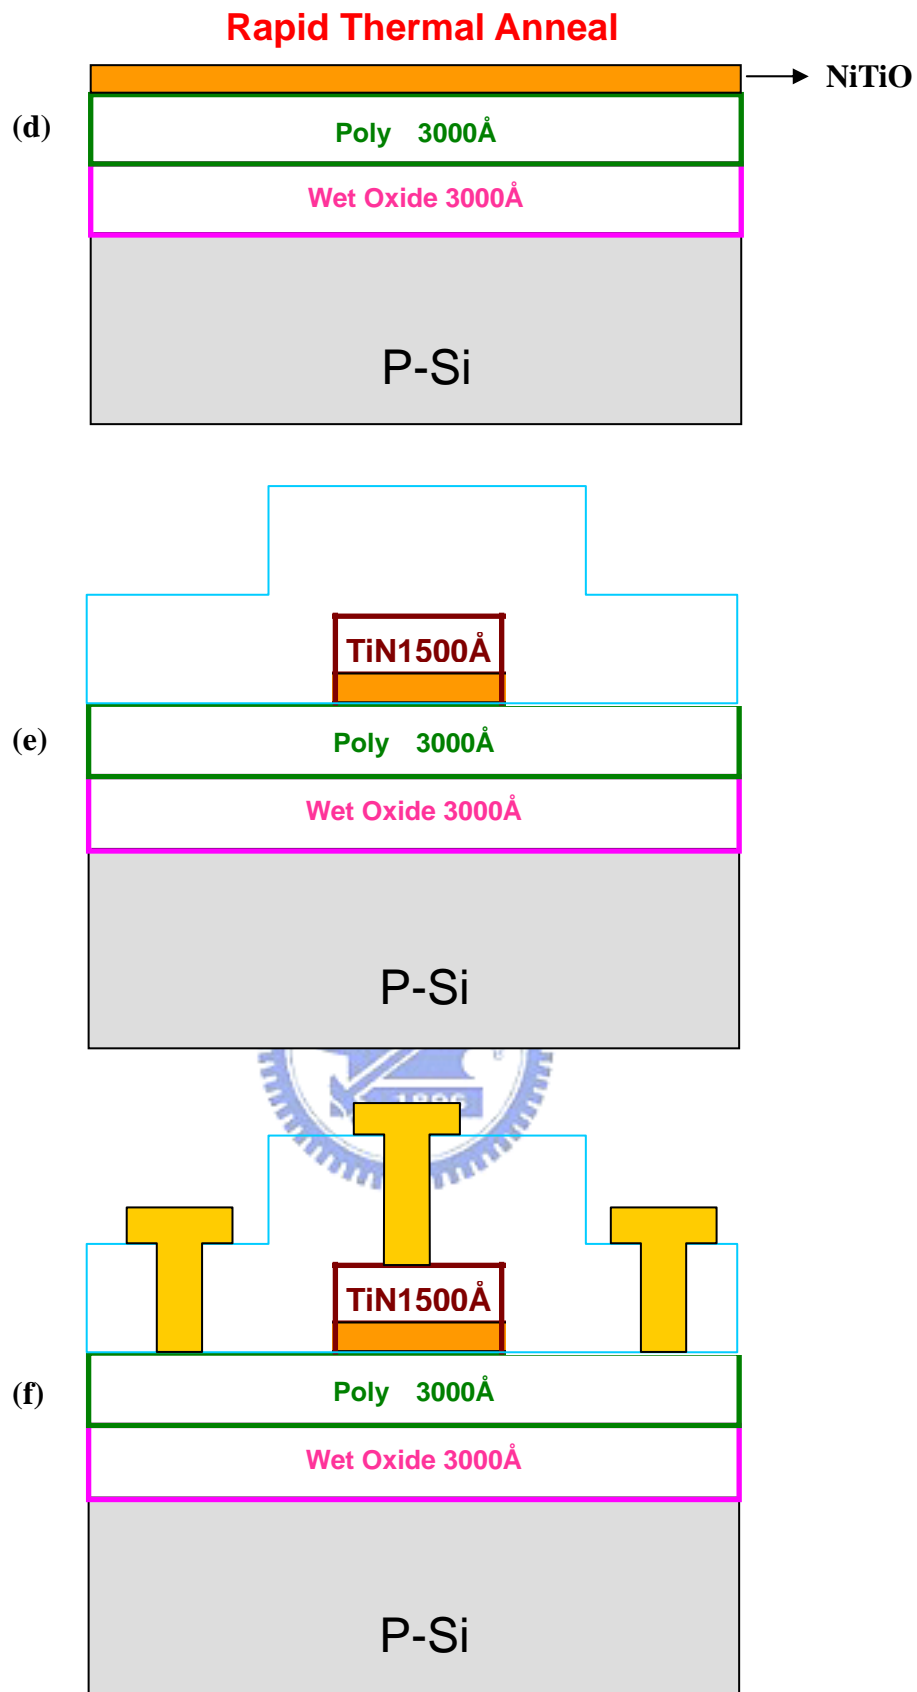 Rapid Thermal Anneal
NiTiO
(d)
Poly 3000Å
Wet Oxide 3000Å
P-Si
TiN1500Å
(e)
Poly 3000Å
Wet Oxide 3000Å
P-Si
1896
TiN1500Å
(f)
Poly 3000Å
Wet Oxide 3000Å
P-Si